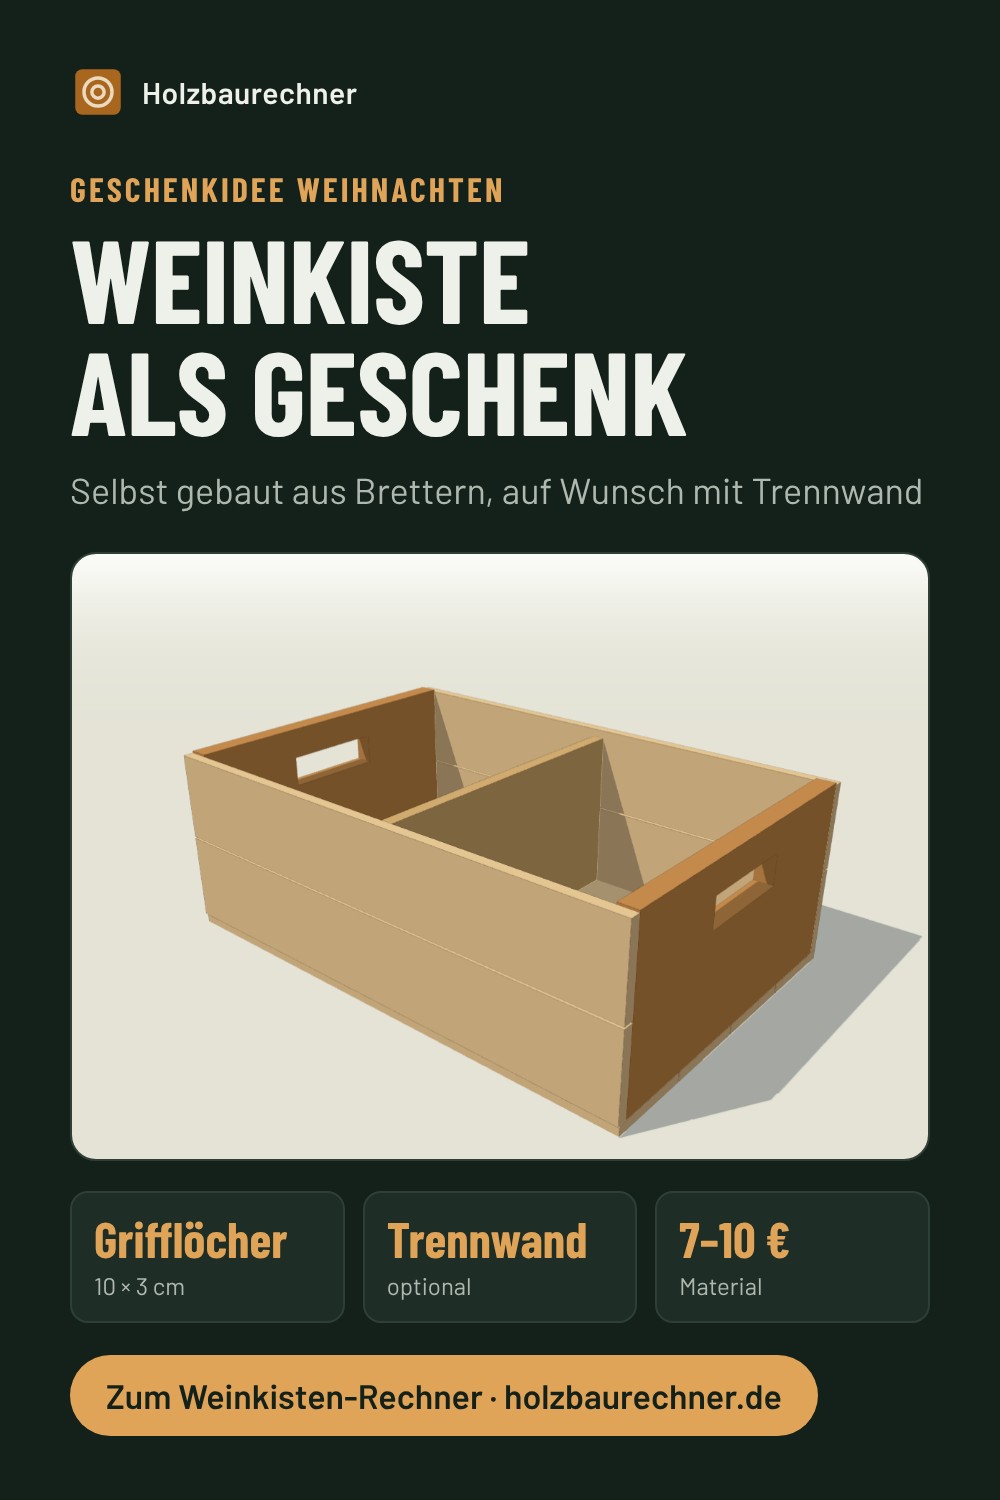 Holzbaurechner
GESCHENKIDEE WEIHNACHTEN
WEINKISTE
ALS GESCHENK
Selbst gebaut aus Brettern, auf Wunsch mit Trennwand
Grifflöcher
10 × 3 cm
Trennwand
optional
7–10 €
Material
Zum Weinkisten-Rechner · holzbaurechner.de